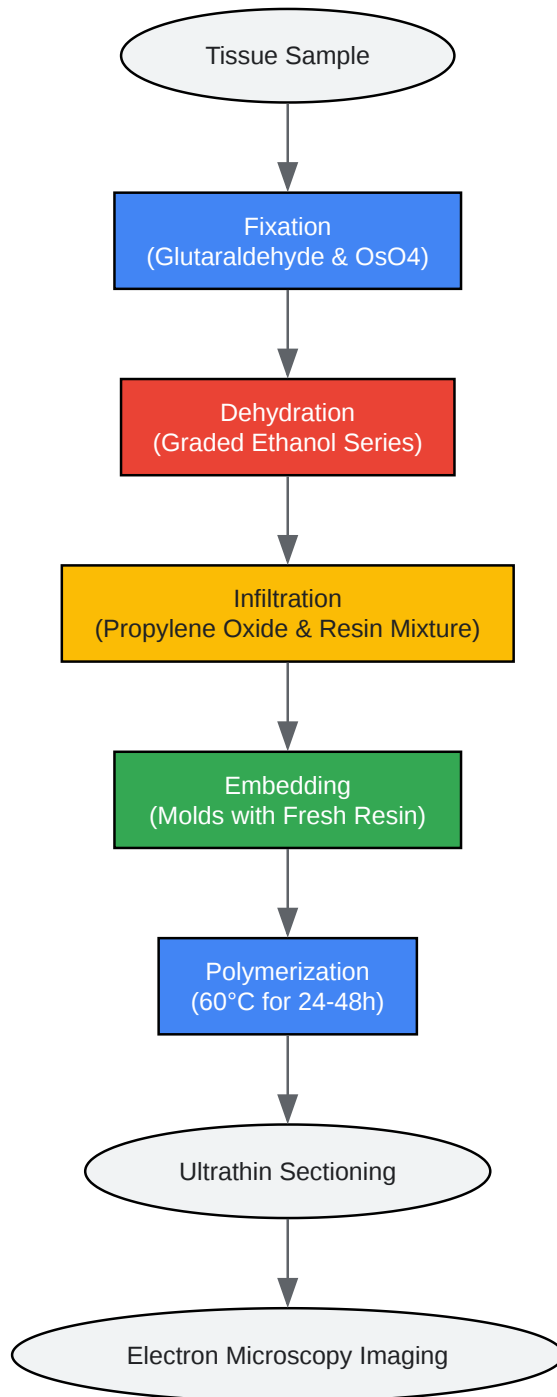 Tissue Sample
Fixation
(Glutaraldehyde & OsO4)
Dehydration
(Graded Ethanol Series)
Infiltration
(Propylene Oxide & Resin Mixture)
Embedding
(Molds with Fresh Resin)
Polymerization
(60°C for 24-48h)
Ultrathin Sectioning
Electron Microscopy Imaging